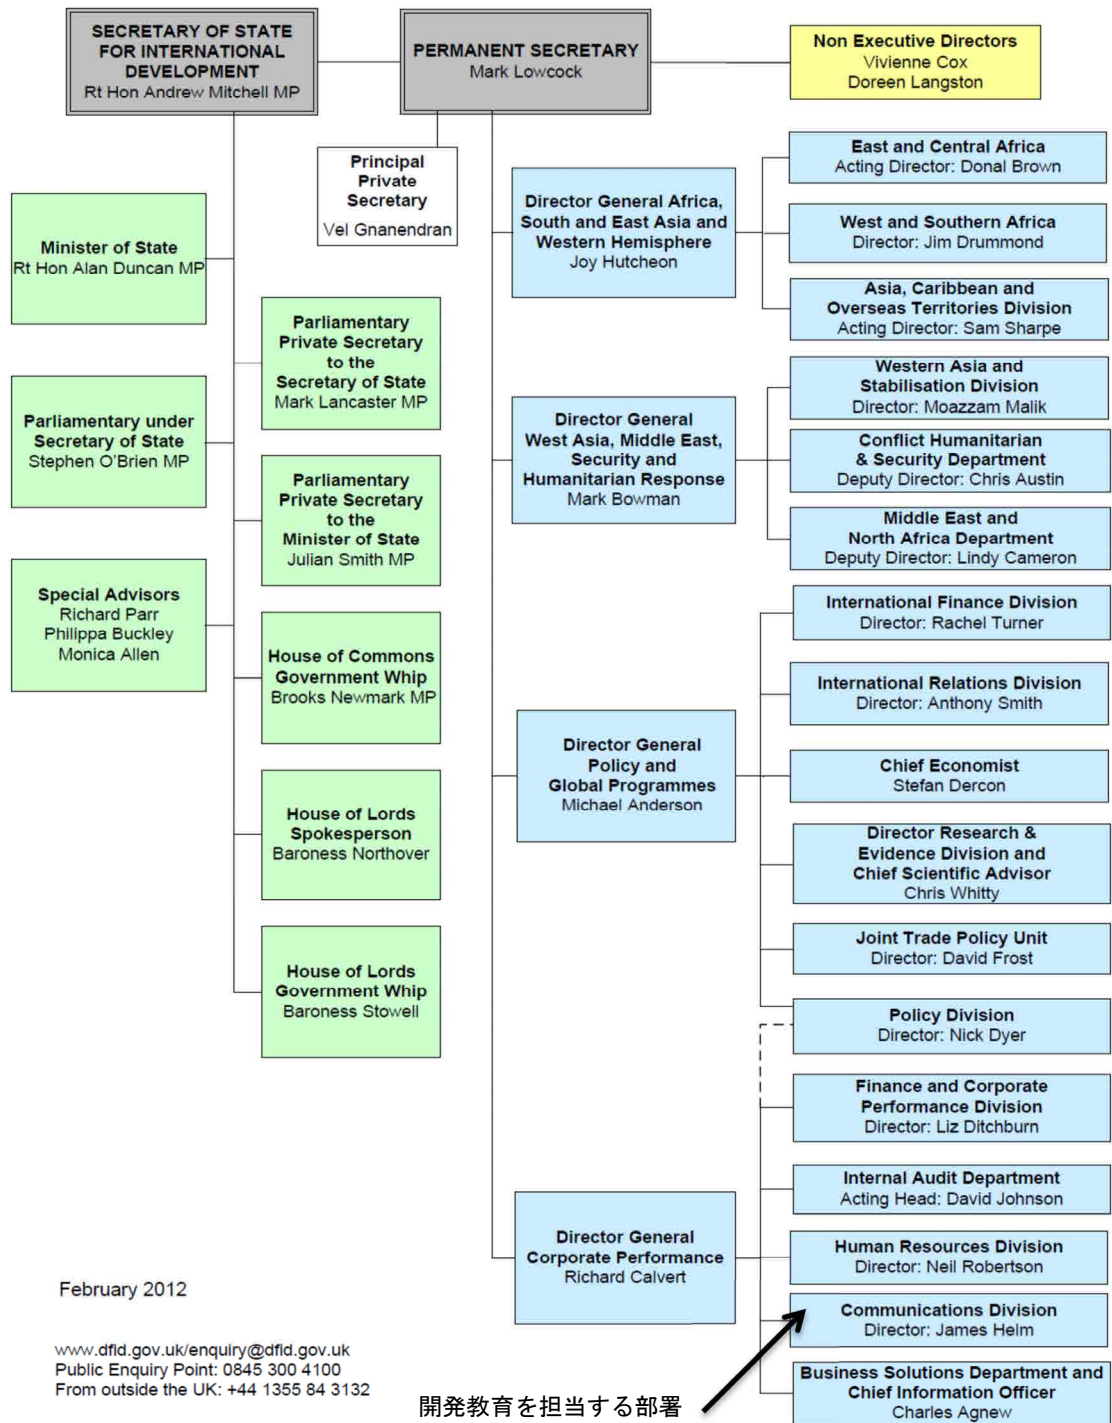 SECRETARY OF STATE
FOR INTERNATIONAL
DEVELOPMENT
Rt Hon Andrew Mitchell MP
PERMANENT SECRETARY
Mark Lowcock
Non Executive Directors
Vivienne Cox
Doreen Langston
Principal
Private
Secretary
Vel Gnanendran
Minister of State
Rt Hon Alan Duncan MP
Parliamentary under
Secretary of State
Stephen O'Brien MP
Special Advisors
Richard Parr
Philippa Buckley
Monica Allen
Parliamentary
Private Secretary
to the
Secretary of State
Mark Lancaster MP
Parliamentary
Private Secretary
to the
Minister of State
Julian Smith MP
House of Commons
Government Whip
Brooks Newmark MP
House of Lords
Spokesperson
Baroness Northover
House of Lords
Government Whip
Baroness Stowell
Director General Africa,
South and East Asia and
Western Hemisphere
Joy Hutcheon
East and Central Africa
Acting Director: Donal Brown
West and Southern Africa
Director: Jim Drummond
Asia, Caribbean and
Overseas Territories Division
Acting Director: Sam Sharpe
Director General
West Asia, Middle East,
Security and
Humanitarian Response
Mark Bowman
Western Asia and
Stabilisation Division
Director: Moazzam Malik
Conflict Humanitarian
& Security Department
Deputy Director: Chris Austin
Middle East and
North Africa Department
Deputy Director: Lindy Cameron
Director General
Policy and
Global Programmes
Michael Anderson
International Finance Division
Director: Rachel Turner
International Relations Division
Director: Anthony Smith
Chief Economist
Stefan Dercon
Director Research &
Evidence Division and
Chief Scientific Advisor
Chris Whitty
Joint Trade Policy Unit
Director: David Frost
Policy Division
Director: Nick Dyer
Director General
Corporate Performance
Richard Calvert
Finance and Corporate
Performance Division
Director: Liz Ditchburn
Internal Audit Department
Acting Head: David Johnson
Human Resources Division
Director: Neil Robertson
Communications Division
Director: James Helm
Business Solutions Department and
Chief Information Officer
Charles Agnew
February 2012
www.dfid.gov.uk/enquiry@dfid.gov.uk
Public Enquiry Point: 0845 300 4100
From outside the UK: +44 1355 84 3132
開発教育を担当する部署